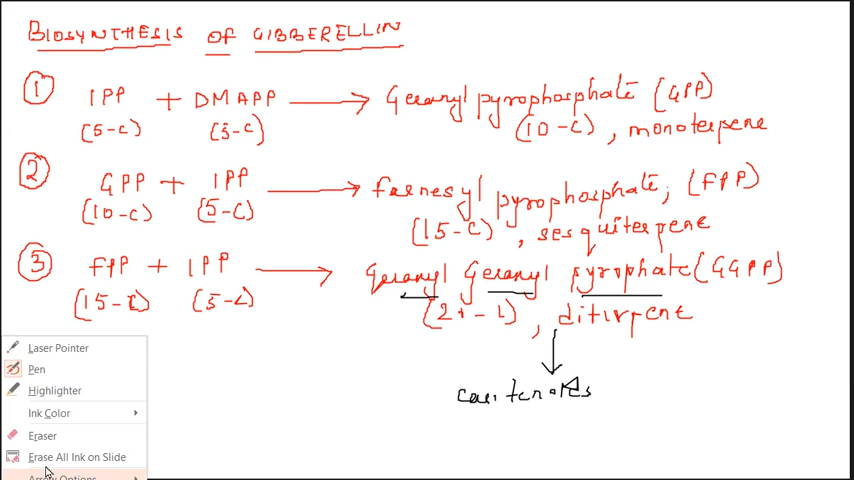 BIOSYNTHESIS OF GIBBERELLIN
① IPP + DMAPP → Geranyl pyrophosphate (GPP)
(5-C) (5-C) (10-C), monoterpene
② GPP + IPP → farnesyl pyrophosphate; (FPP)
(10-C) (5-C) (15-C), sesquiterpene
③ FPP + IPP → Geranyl Geranyl pyrophate (GGPP)
(15-C) (5-C) diterpene
Laser Pointer
Pen
Highlighter
Ink Color
Eraser
Erase All Ink on Slide
Arrow Options